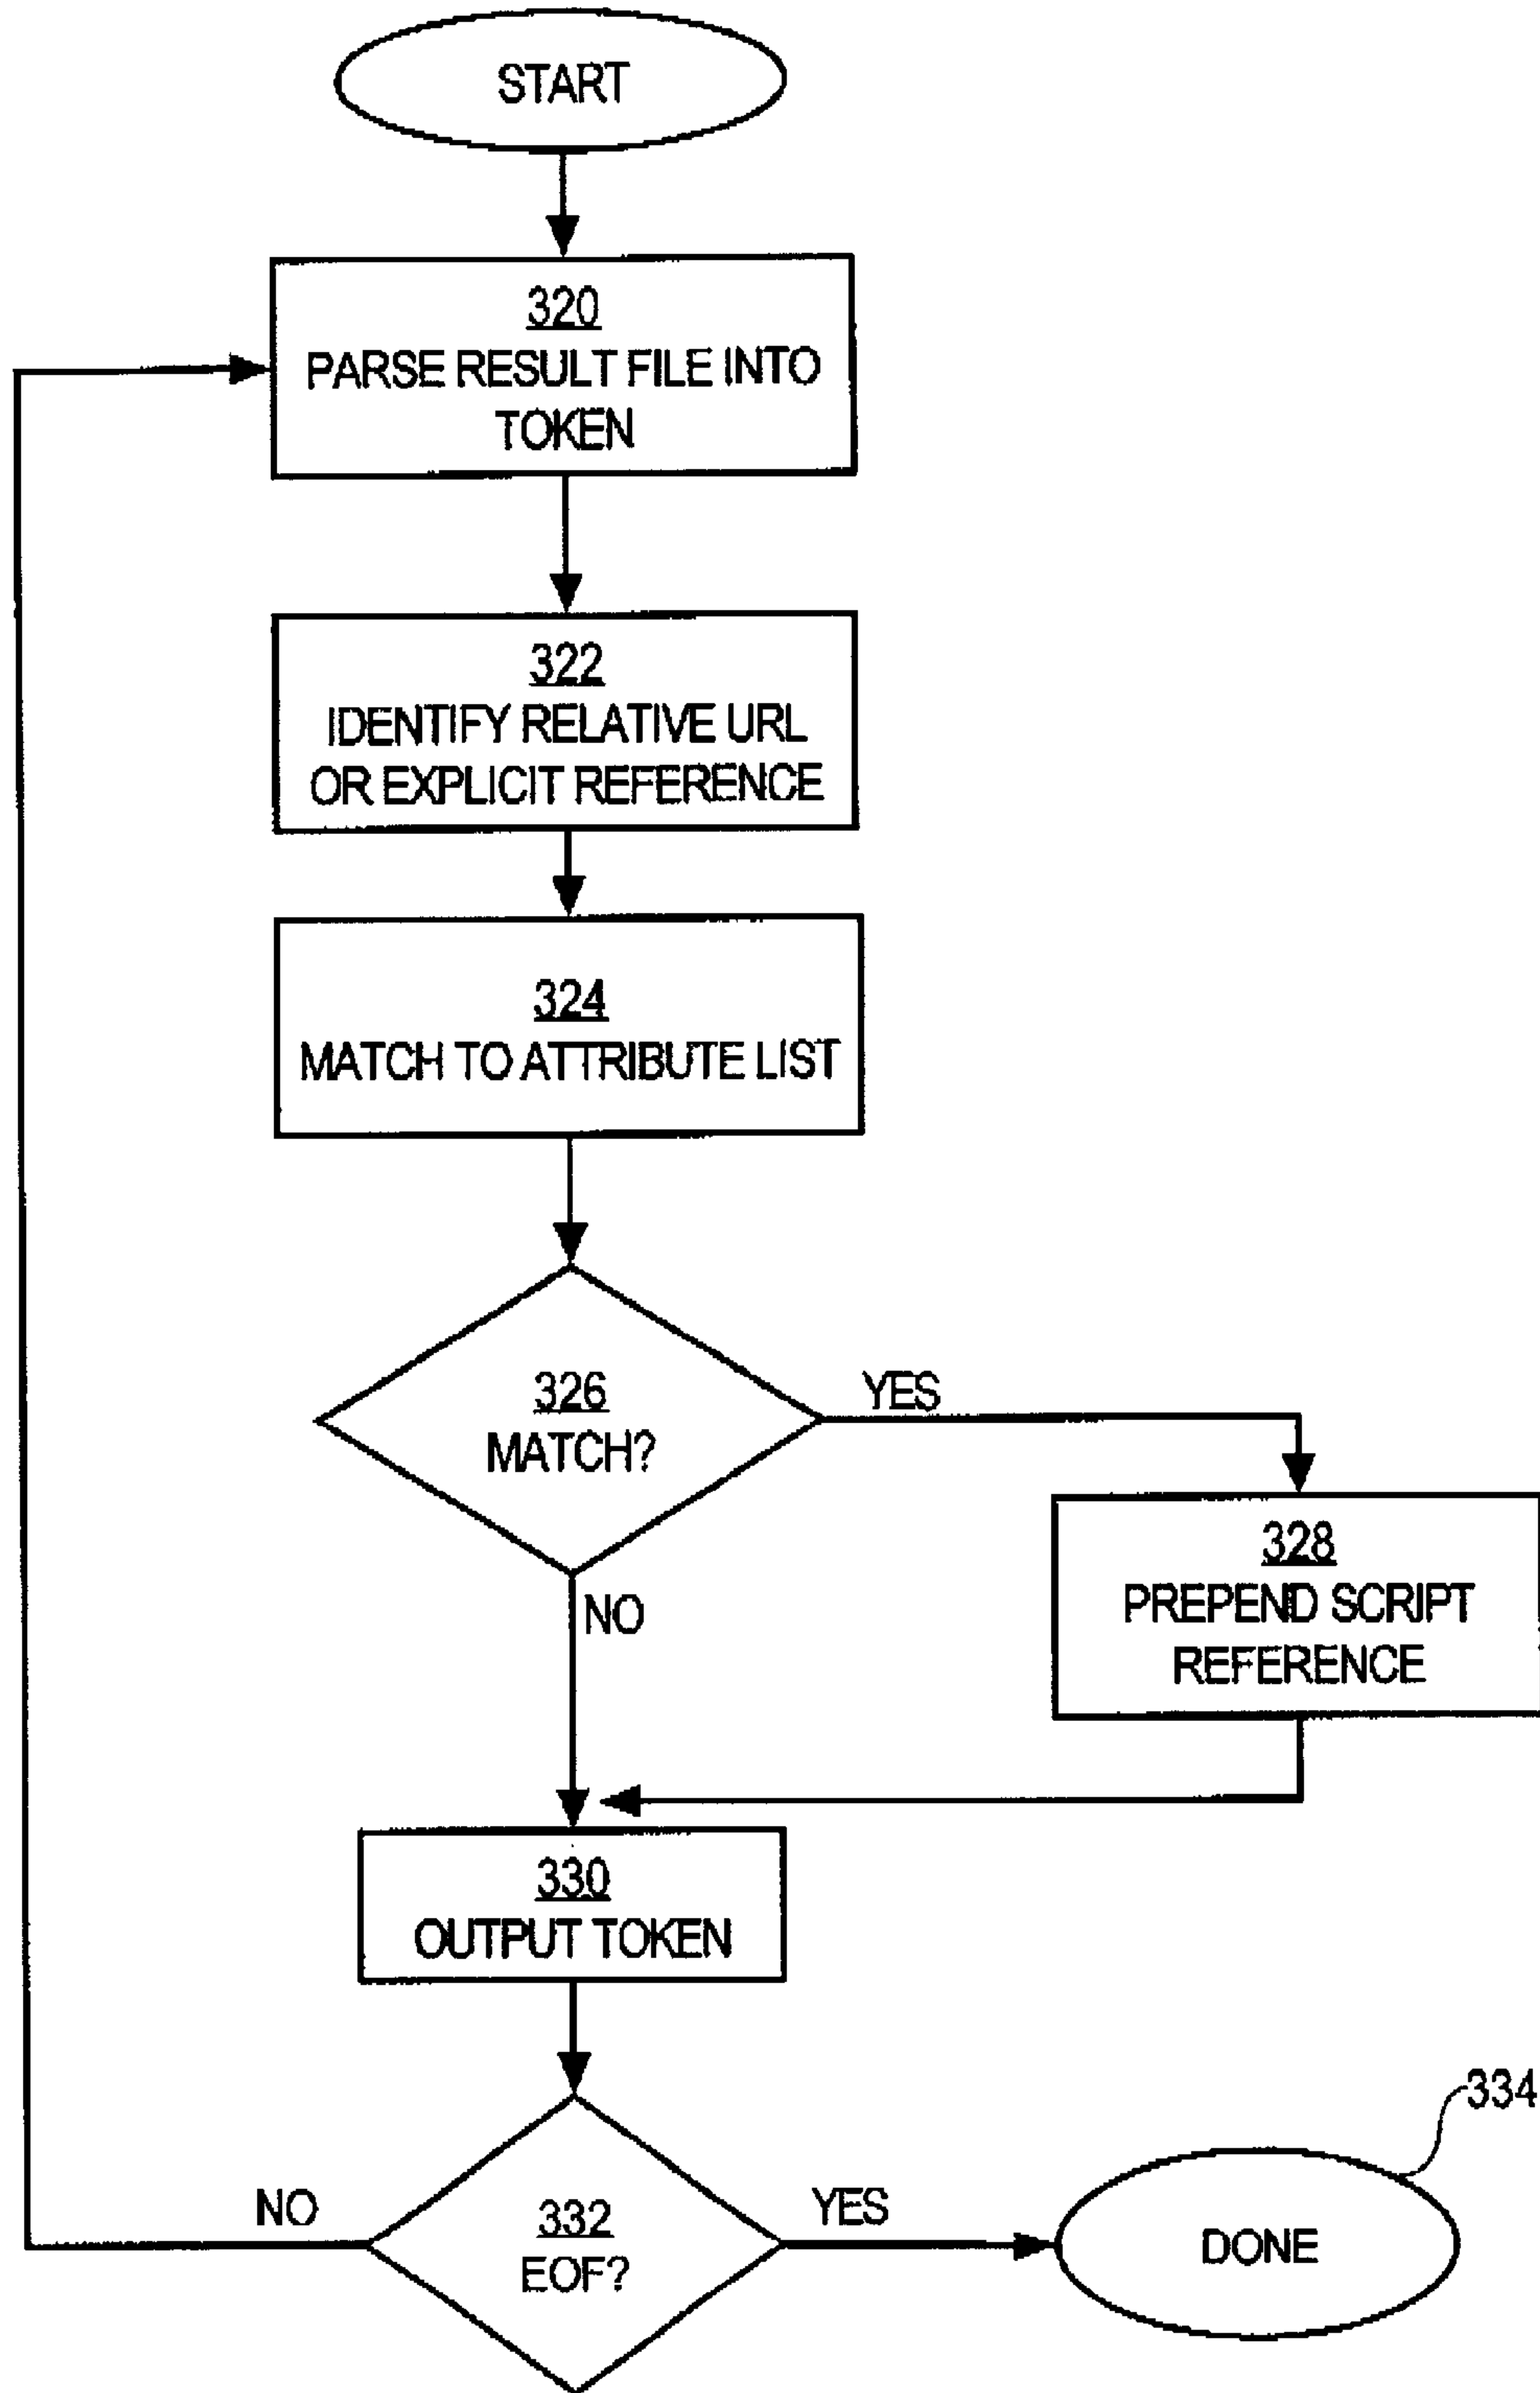 START
320
PARSE RESULT FILE INTO
TOKEN
322
IDENTIFY RELATIVE URL
OR EXPLICIT REFERENCE
324
MATCH TO ATTRIBUTE LIST
326
MATCH?
YES
NO
328
PREPEND SCRIPT
REFERENCE
330
OUTPUT TOKEN
332
EOF?
NO
YES
334
DONE